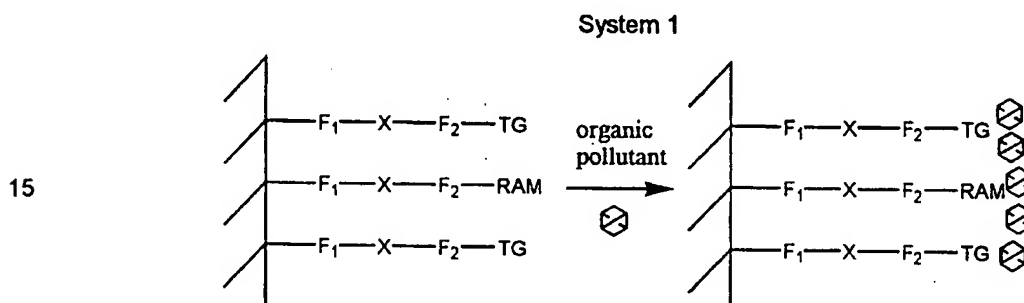 System 1
F₁—X—F₂—TG
organic
pollutant
F₁—X—F₂—TG
15
F₁—X—F₂—RAM
F₁—X—F₂—RAM
F₁—X—F₂—TG
F₁—X—F₂—TG